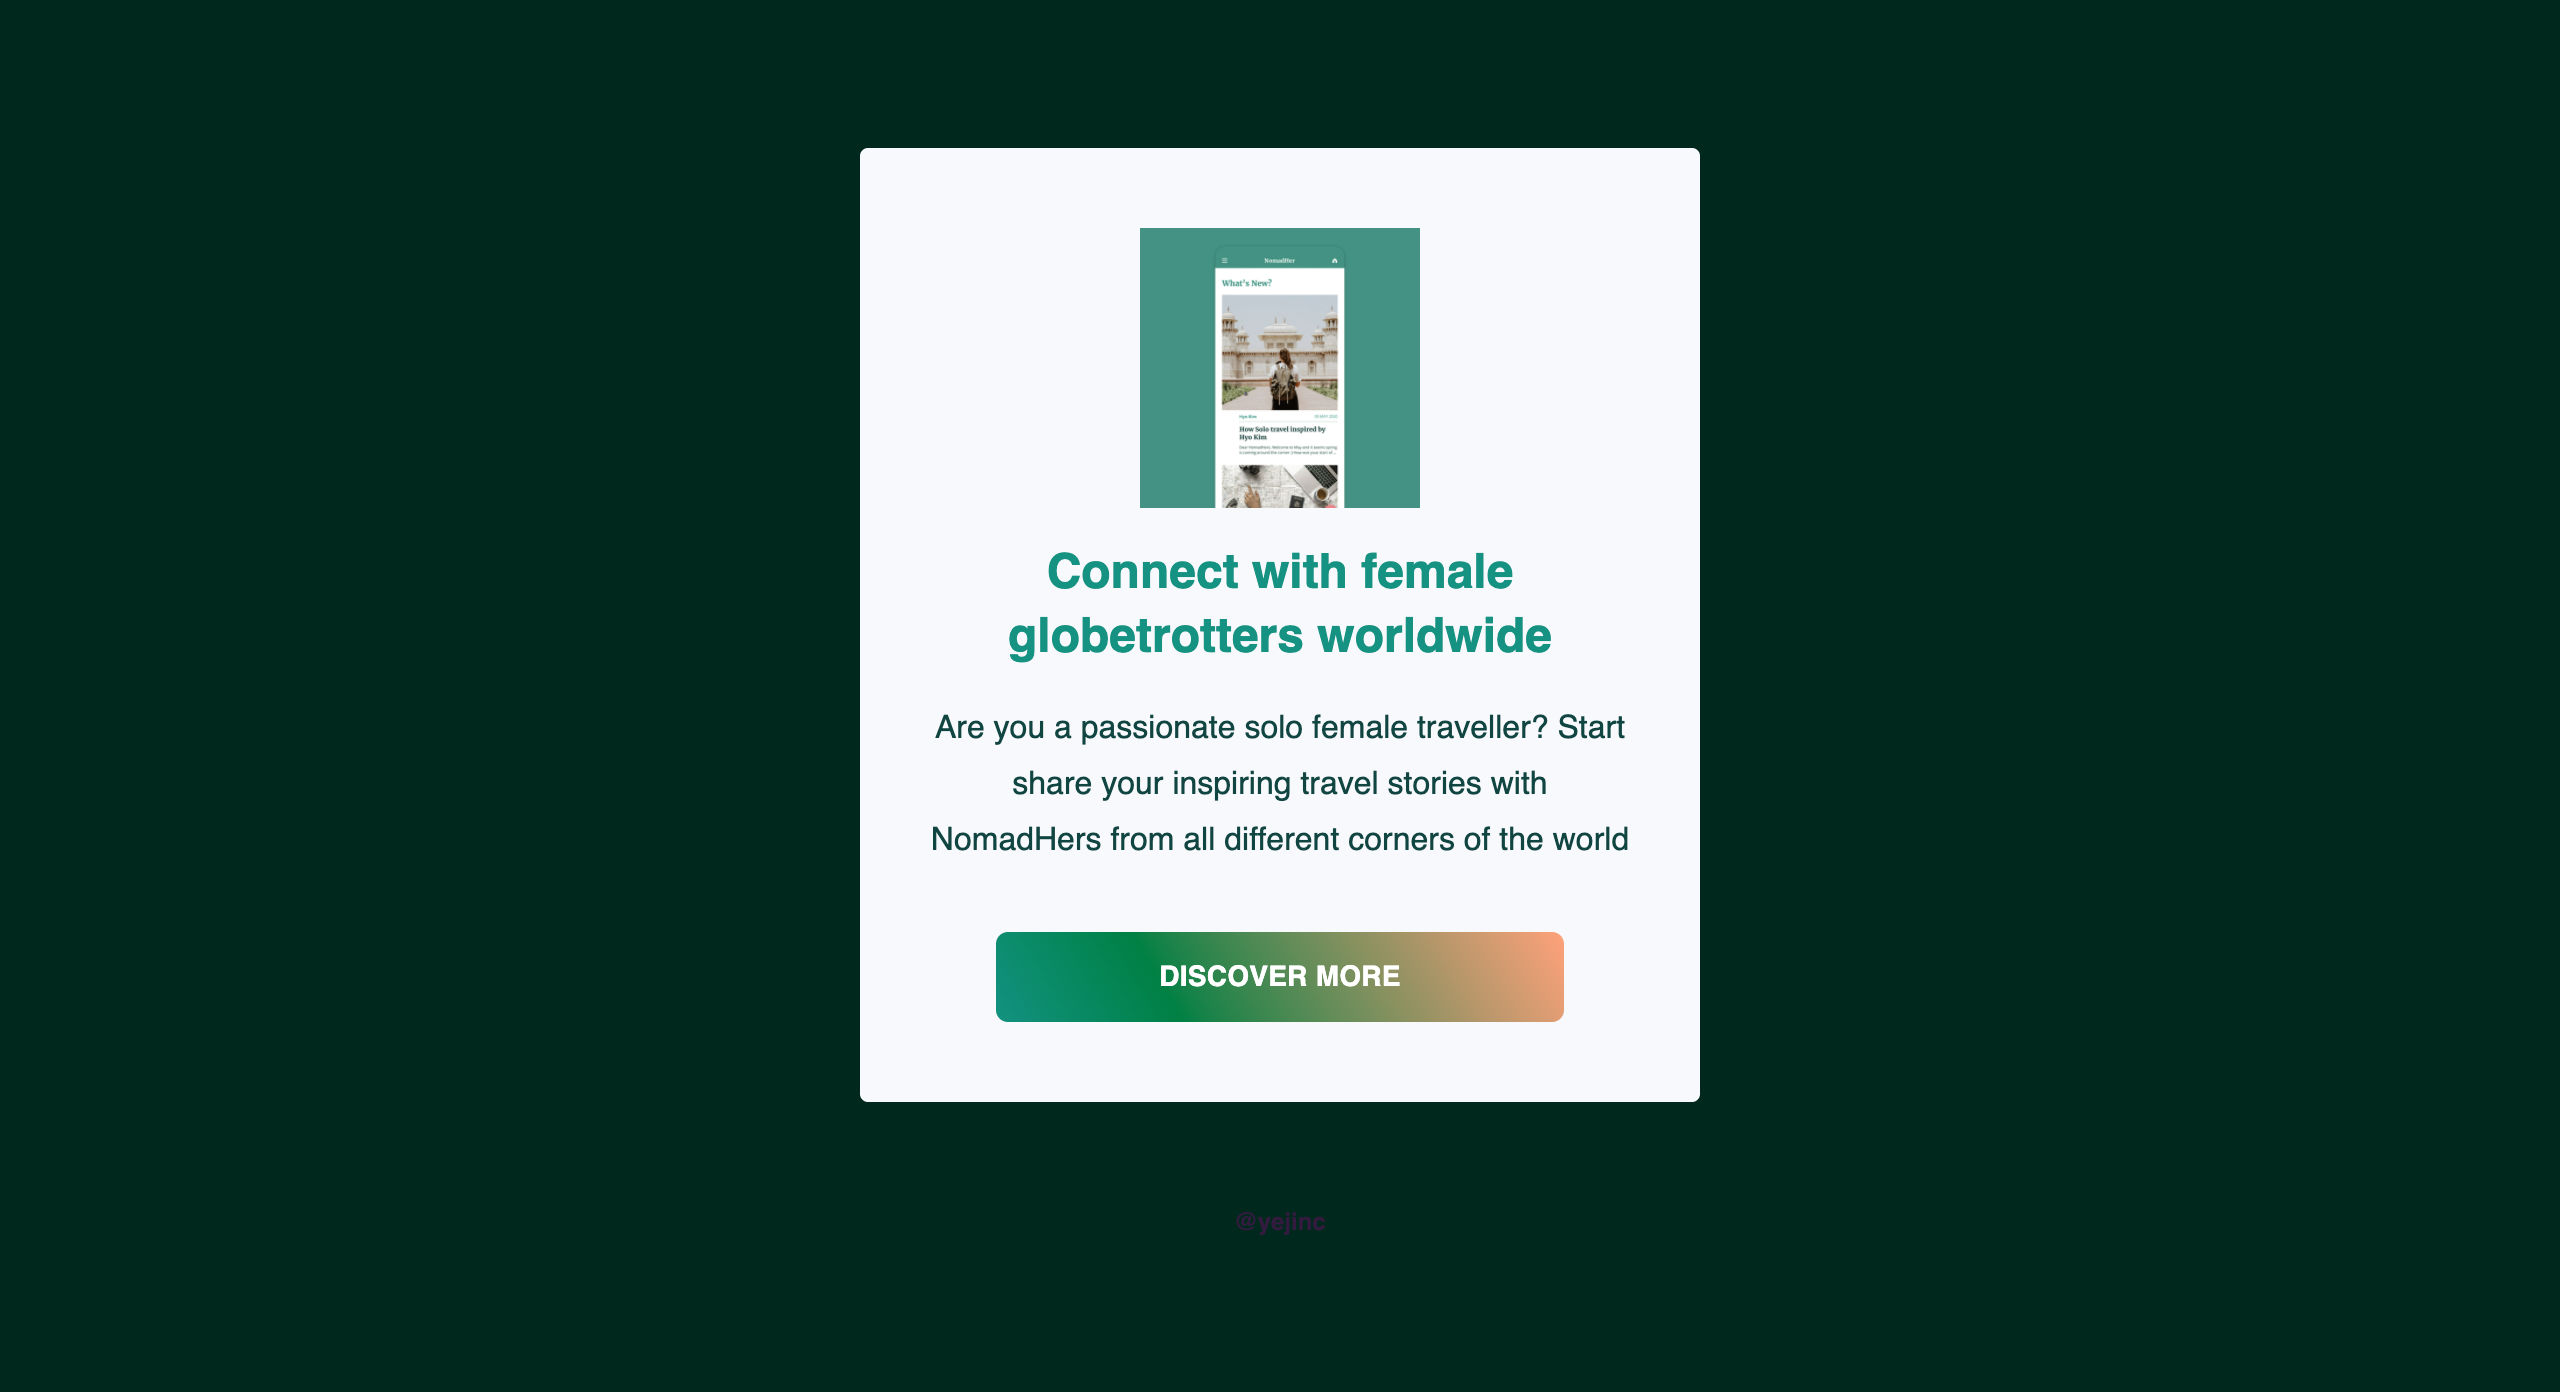 NomadHer
What's New?
Hyo Kim
How Solo travel inspired by
Hyo Kim
Connect with female
globetrotters worldwide
Are you a passionate solo female traveller? Start
share your inspiring travel stories with
NomadHers from all different corners of the world
DISCOVER MORE
@yejinc